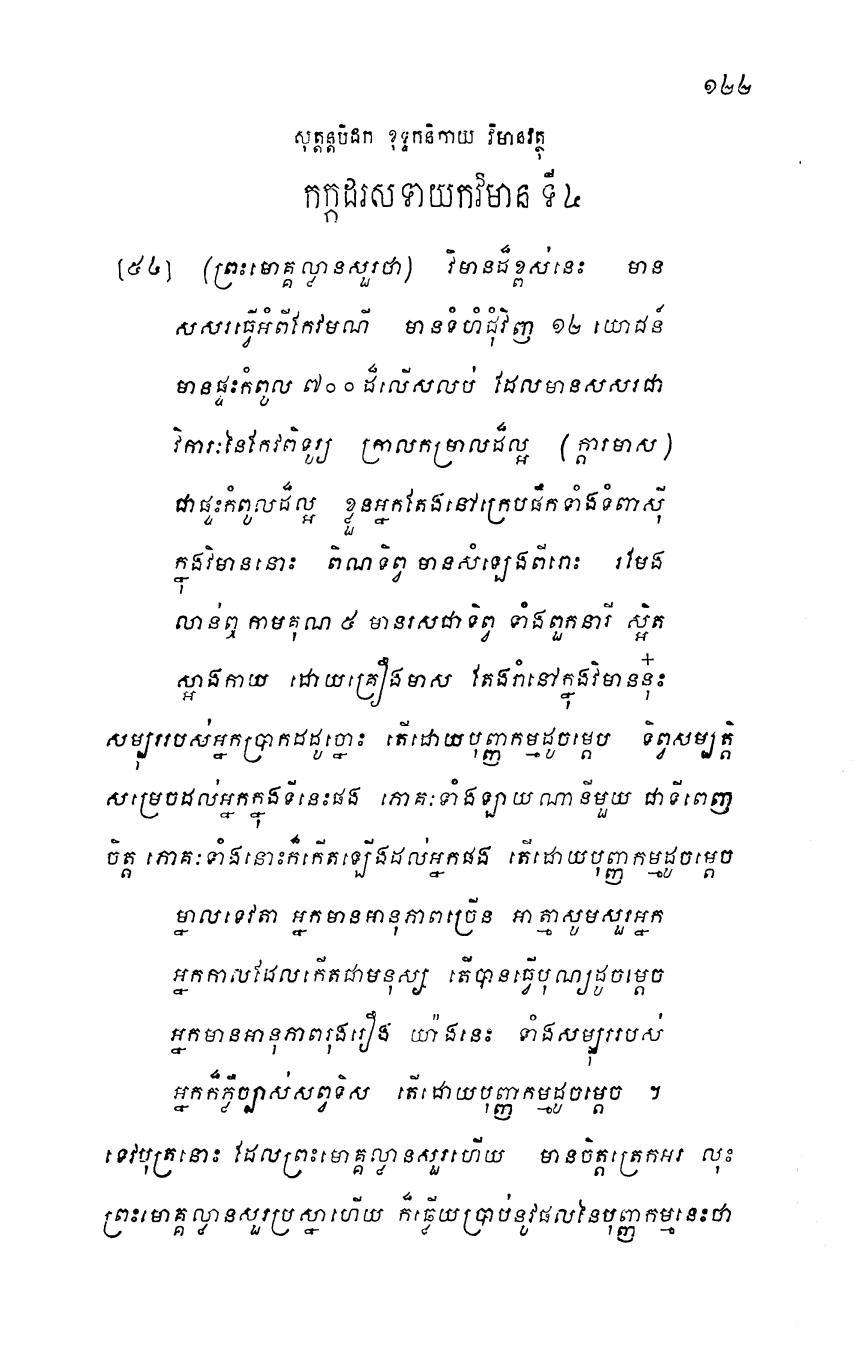 ១៤២
សុត្តន្តបិដក ខុទ្ទកនិកាយ វិមានវត្ថុ
កក្កដរសទាយកវិមាន ទី៤
[៥៤] (ព្រះមោគ្គល្លានសួរថា) វិមានដ៏ខ្ពស់នេះ មាន
សសរធ្វើអំពីកែវមណី មានទំហំជុំវិញ ១២ យោជន៍
មានផ្ទះកំពូល ៧០០ ដ៏លើសលប់ ដែលមានសសរជា
វិការៈនៃកែវពិទូរ្យ ក្រាលកម្រាលដ៏ល្អ (ក្តារមាស)
ជាផ្ទះកំពូលដ៏ល្អ ខ្លួនអ្នកតែងនៅក្រេបផឹកទាំងទំពាស៊ី
ក្នុងវិមាននោះ ពិណទិព្វ មានសំឡេងពីរោះ រមែង
លាន់ឮ កាមគុណ ៥ មានរសជាទិព្វ ទាំងពួកនារី ស្អិត
ស្អាងកាយ ដោយគ្រឿងមាស តែងរាំនៅក្នុងវិមាននុ៎ះ
សម្បុររបស់អ្នកប្រាកដដូច្នោះ តើដោយបុញ្ញកម្មដូចម្តេច ទិព្វសម្បត្តិ
សម្រេចដល់អ្នកក្នុងទីនេះផង ភោគៈទាំងឡាយណានីមួយ ជាទីពេញ
ចិត្ត ភោគៈទាំងនោះក៏កើតឡើងដល់អ្នកផង តើដោយបុញ្ញកម្មដូចម្តេច
ម្នាលទេវតា អ្នកមានអានុភាពច្រើន អាត្មាសូមសួរអ្នក
អ្នកកាលដែលកើតជាមនុស្ស តើបានធ្វើបុណ្យដូចម្តេច
អ្នកមានអានុភាពរុងរឿង យ៉ាងនេះ ទាំងសម្បុររបស់
អ្នកក៏ភ្លឺច្បាស់សព្វទិស តើដោយបុញ្ញកម្មដូចម្តេច ។
ទេវបុត្រនោះ ដែលព្រះមោគ្គល្លានសួរហើយ មានចិត្តត្រេកអរ លុះ
ព្រះមោគ្គល្លានសួរប្រស្នាហើយ ក៏ធ្វើយប្រាប់នូវផលនៃបុញ្ញកម្មនេះថា